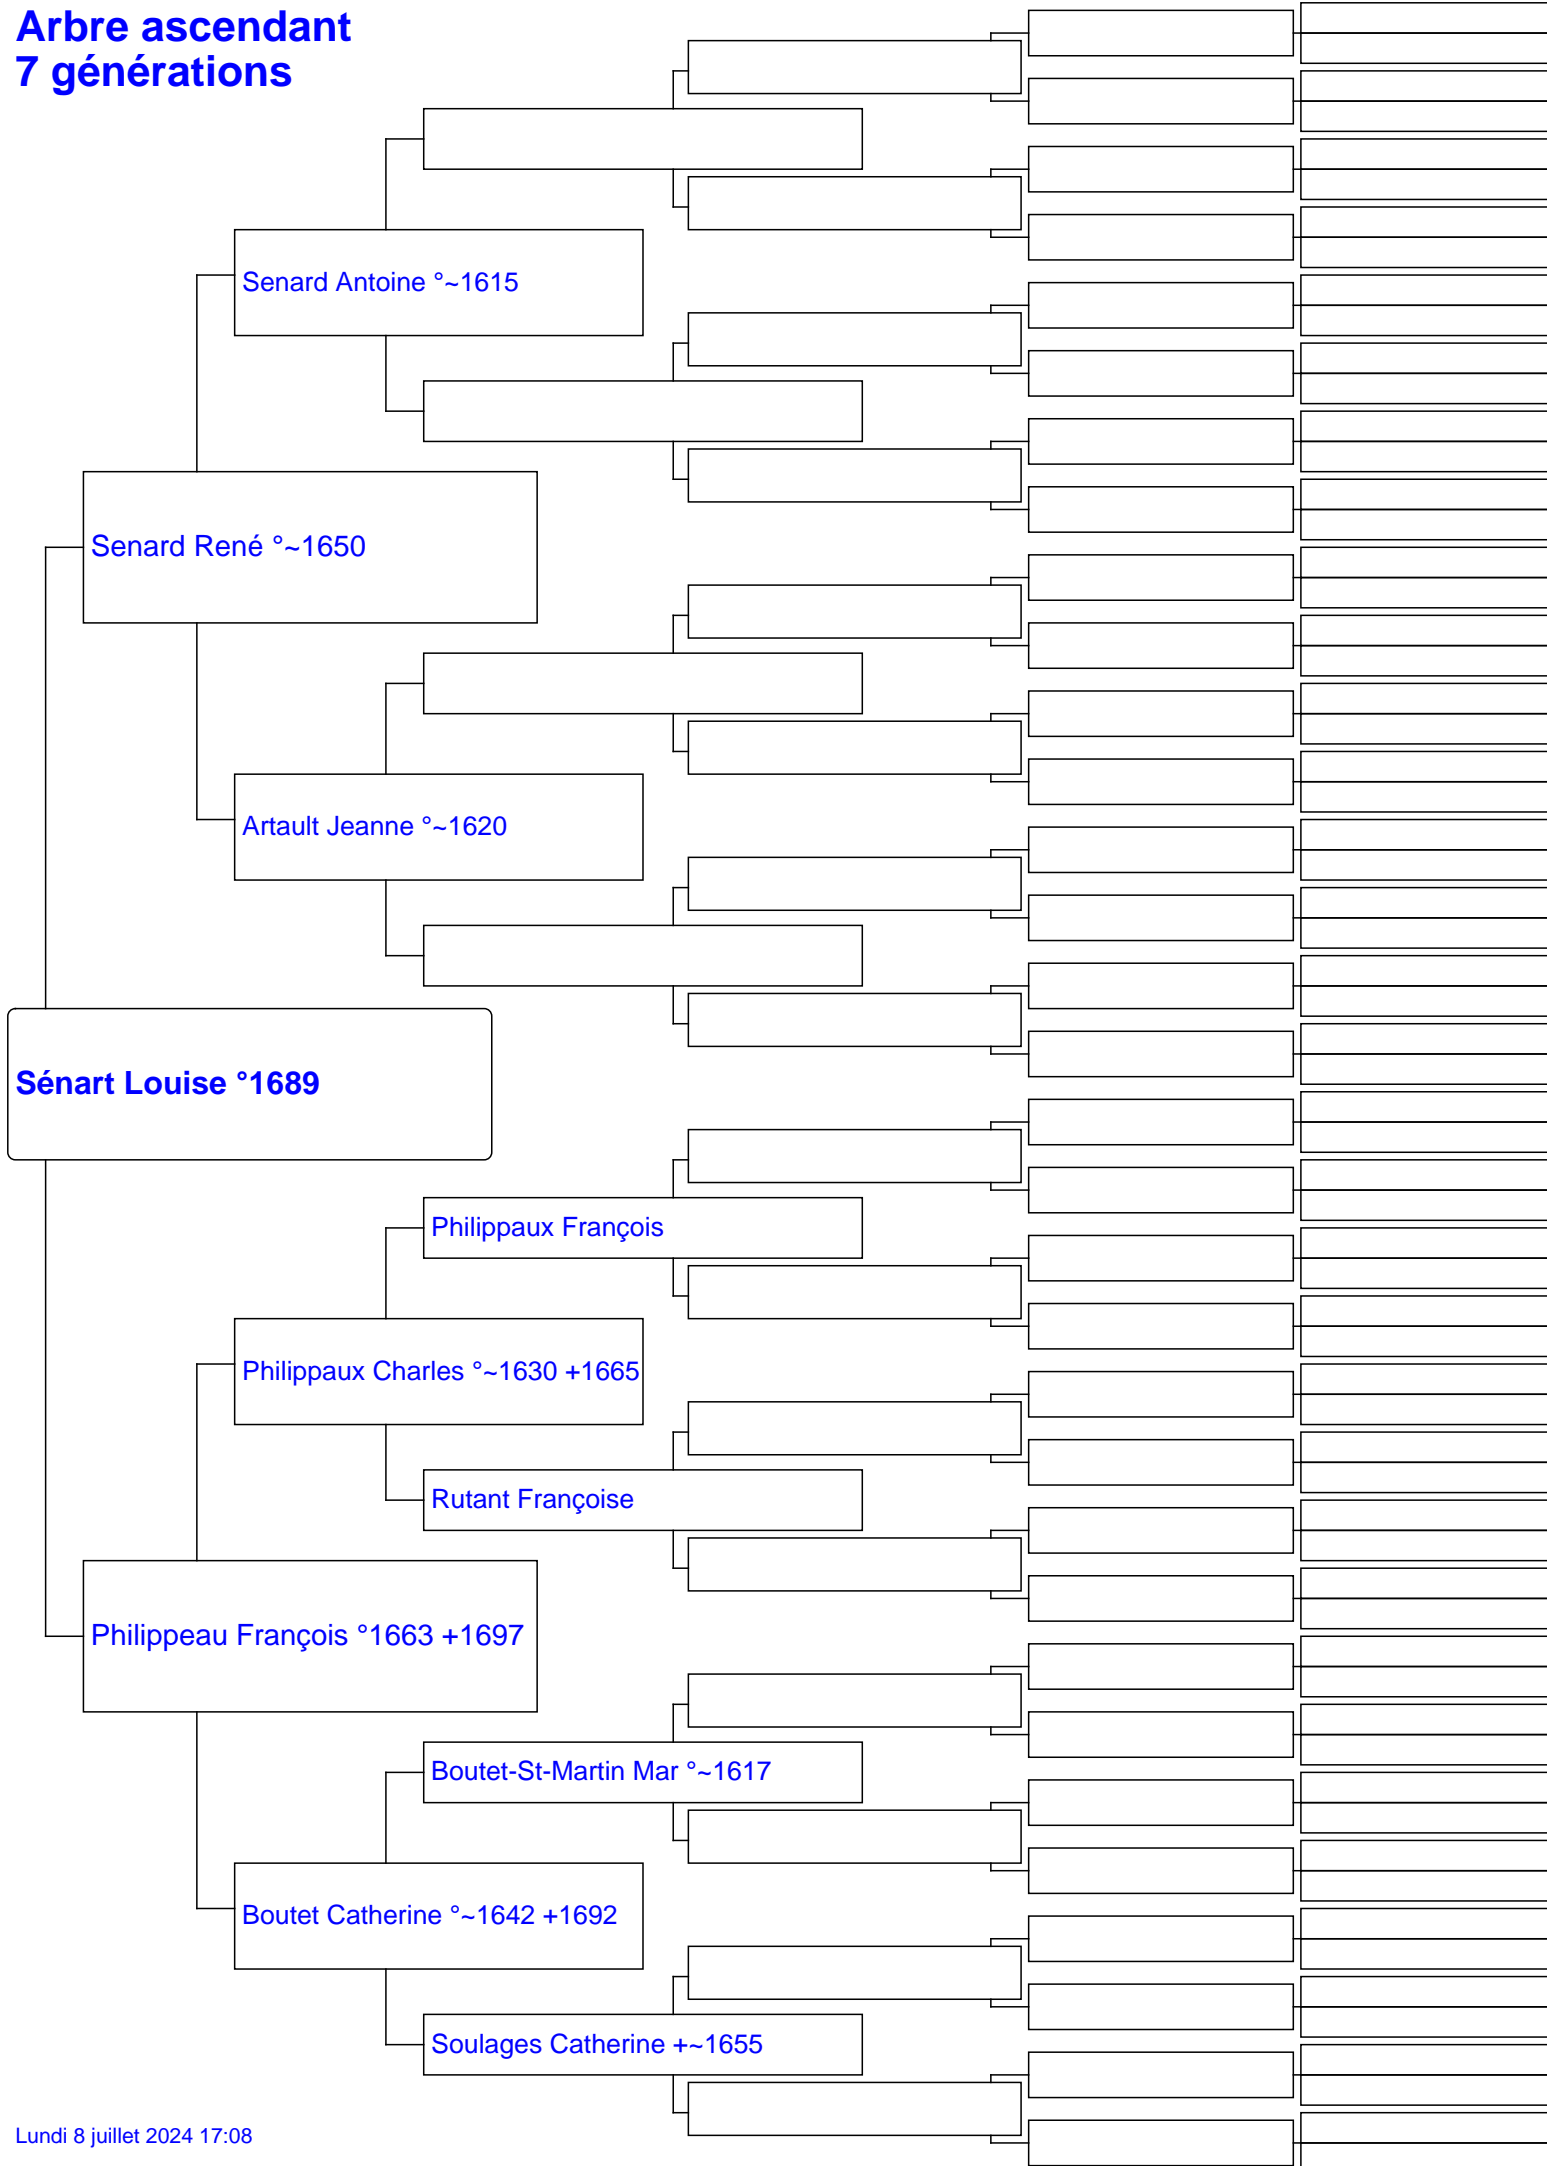 Arbre ascendant
7 générations
Senard Antoine °~1615
Senard René °~1650
Artault Jeanne °~1620
Sénart Louise °1689
Philippaux François
Philippaux Charles °~1630 +1665
Rutant Françoise
Philippeau François °1663 +1697
Boutet-St-Martin Mar °~1617
Boutet Catherine °~1642 +1692
Soulages Catherine +~1655
Lundi 8 juillet 2024 17:08